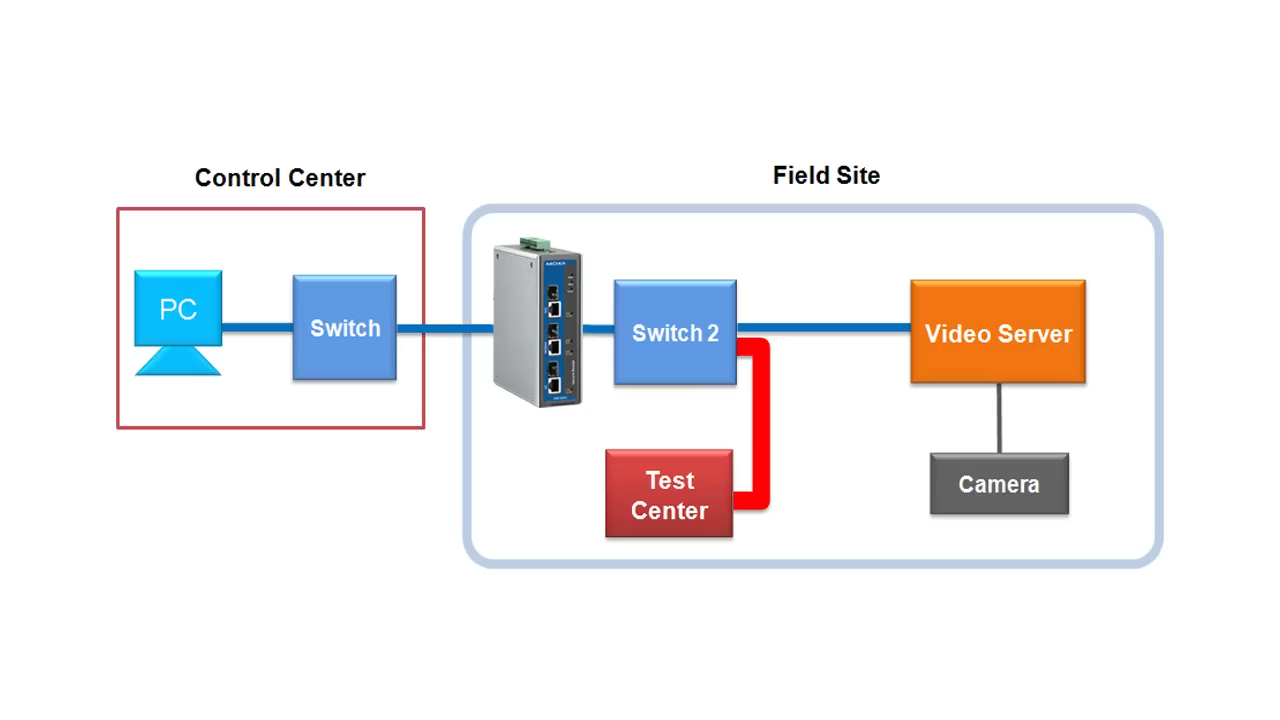 Control Center
Field Site
PC
Switch
MOXA
Switch 2
Video Server
Test
Center
Camera